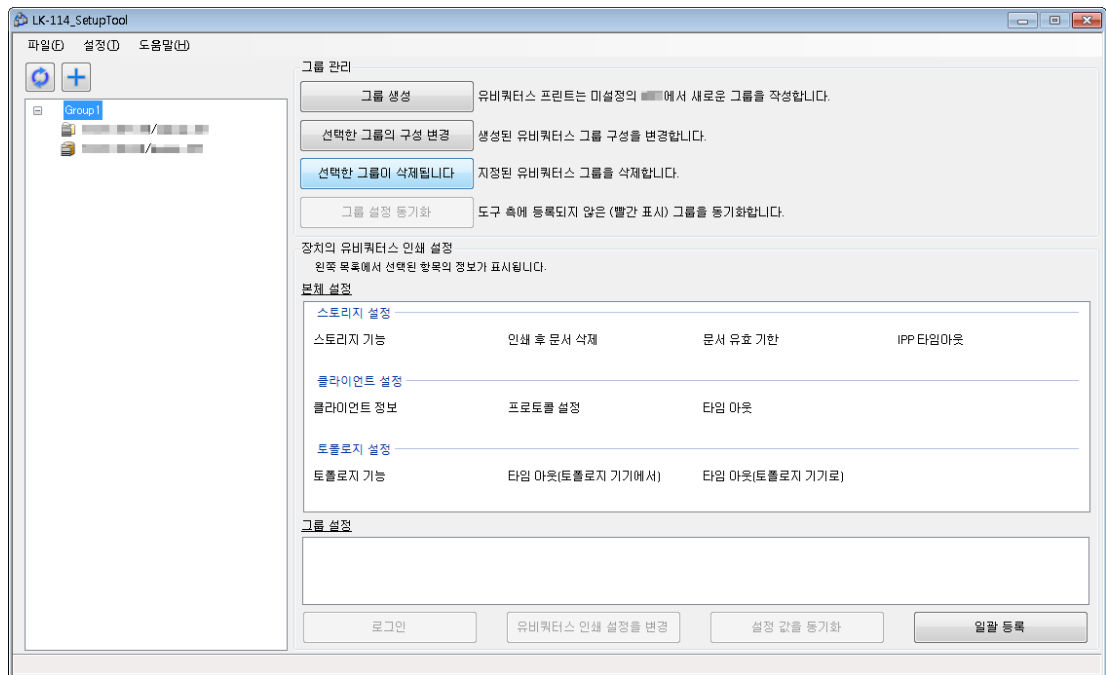 LK-114_SetupTool
파일(F) 설정(T) 도움말(H)
Group1
/
/
그룹 관리
그룹 생성 유비쿼터스 프린트는 미설정의 에서 새로운 그룹을 작성합니다.
선택한 그룹의 구성 변경 생성된 유비쿼터스 그룹 구성을 변경합니다.
선택한 그룹이 삭제됩니다 지정된 유비쿼터스 그룹을 삭제합니다.
그룹 설정 동기화 도구 측에 등록되지 않은 (빨간 표시) 그룹을 동기화합니다.
장치의 유비쿼터스 인쇄 설정
왼쪽 목록에서 선택된 항목의 정보가 표시됩니다.
본체 설정
스토리지 설정
스토리지 기능 인쇄 후 문서 삭제 문서 유효 기한 IPP 타임아웃
클라이언트 설정
클라이언트 정보 프로토콜 설정 타임 아웃
토폴로지 설정
토폴로지 기능 타임 아웃(토폴로지 기기에서) 타임 아웃(토폴로지 기기로)
그룹 설정
로그인 유비쿼터스 인쇄 설정을 변경 설정 값을 동기화 일괄 등록